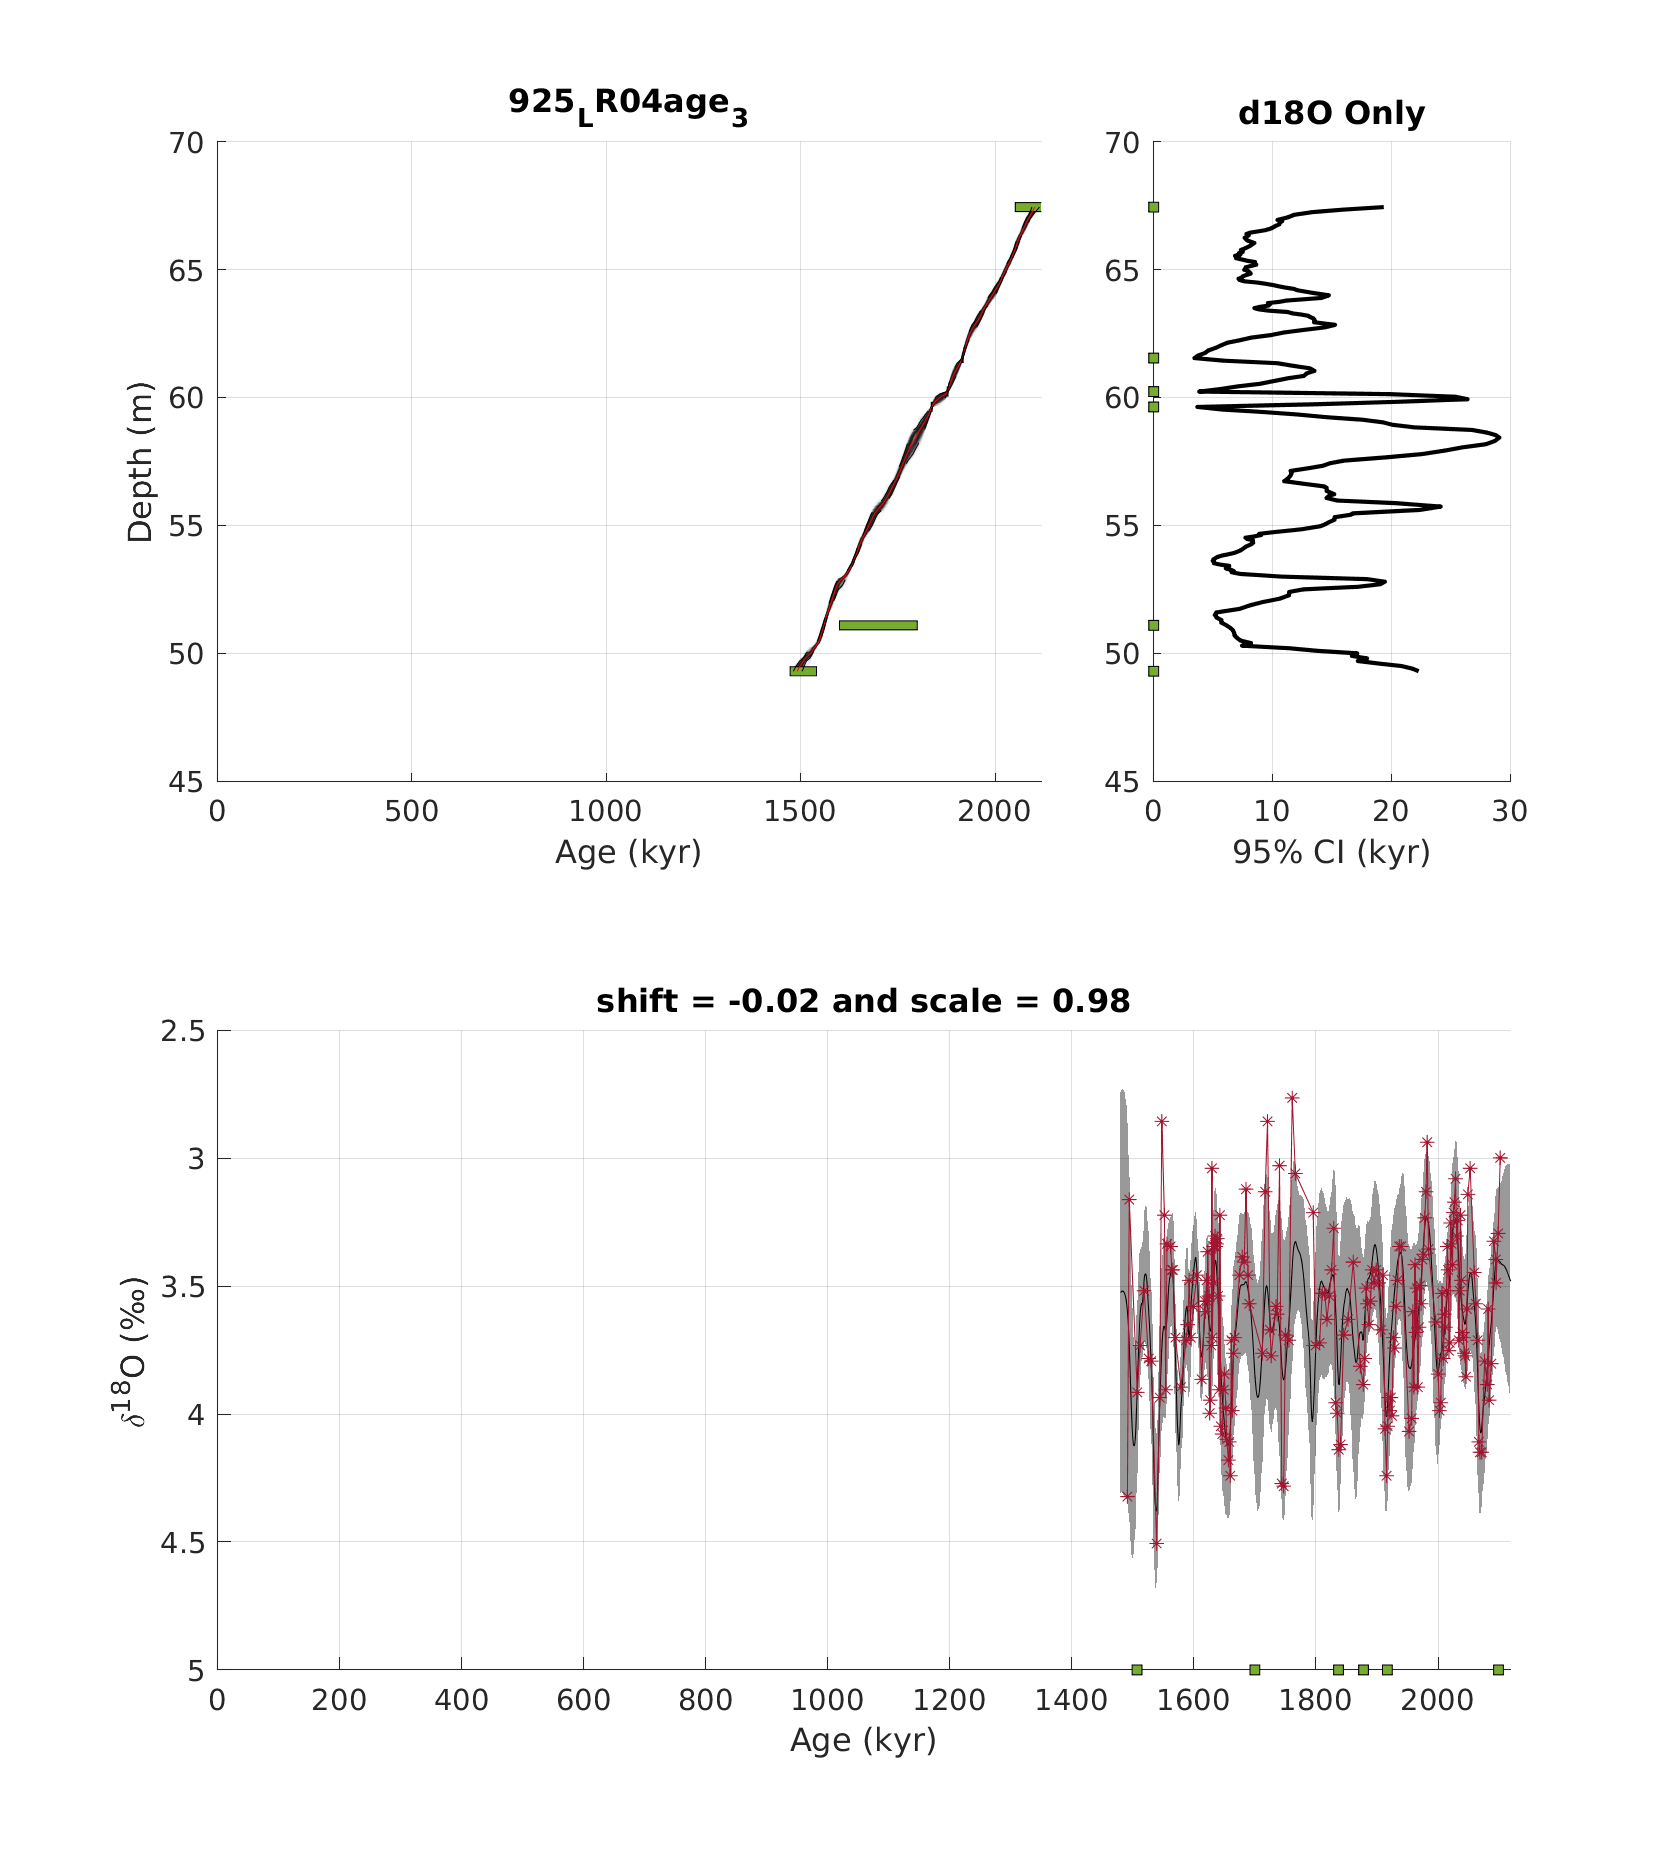 925LR04age3
d18O Only
70
65
60
55
50
45
Depth (m)
0 500 1000 1500 2000
Age (kyr)
70
65
60
55
50
45
0 10 20 30
95% CI (kyr)
shift = -0.02 and scale = 0.98
2.5
3
3.5
4
4.5
5
δ18O (‰)
0 200 400 600 800 1000 1200 1400 1600 1800 2000
Age (kyr)